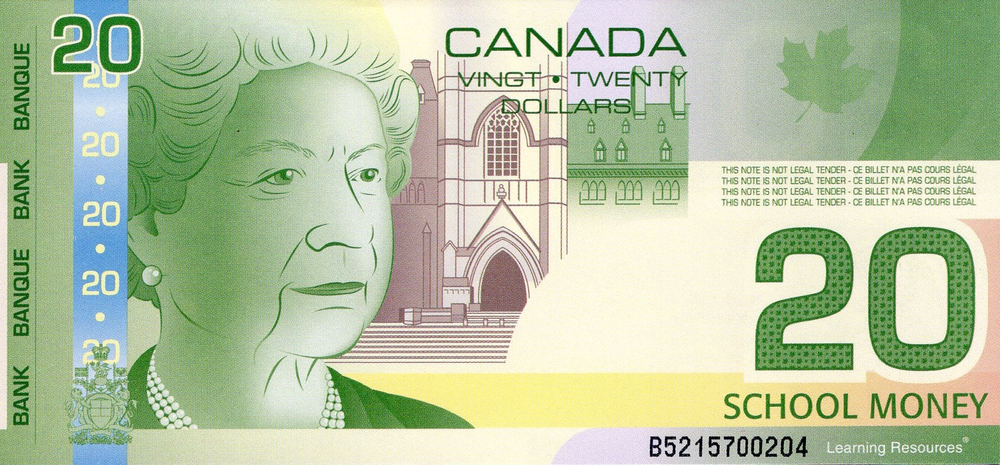 20
CANADA
VINGT • TWENTY
DOLLARS
BANK BANQUE BANK BANQUE
20
20
20
20
20
THIS NOTE IS NOT LEGAL TENDER - CE BILLET N'A PAS COURS LÉGAL
THIS NOTE IS NOT LEGAL TENDER - CE BILLET N'A PAS COURS LÉGAL
THIS NOTE IS NOT LEGAL TENDER - CE BILLET N'A PAS COURS LÉGAL
THIS NOTE IS NOT LEGAL TENDER - CE BILLET N'A PAS COURS LÉGAL
20
SCHOOL MONEY
B5215700204
Learning Resources®